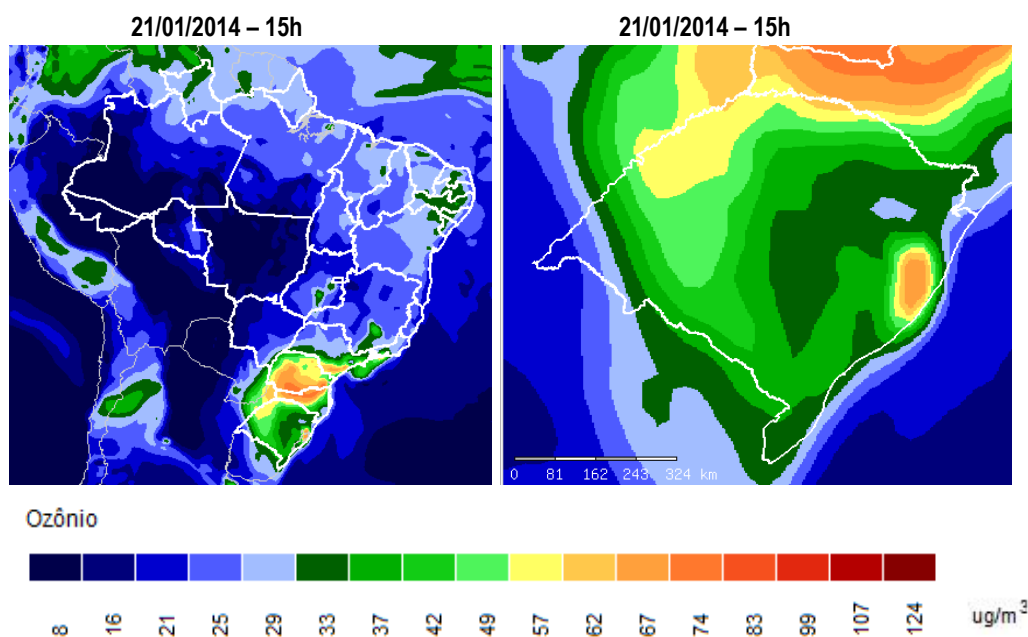 21/01/2014 – 15h
21/01/2014 – 15h
0 81 162 243 324 km
Ozônio
8 16 21 25 29 33 37 42 49 57 62 67 74 83 99 107 124 ug/m³